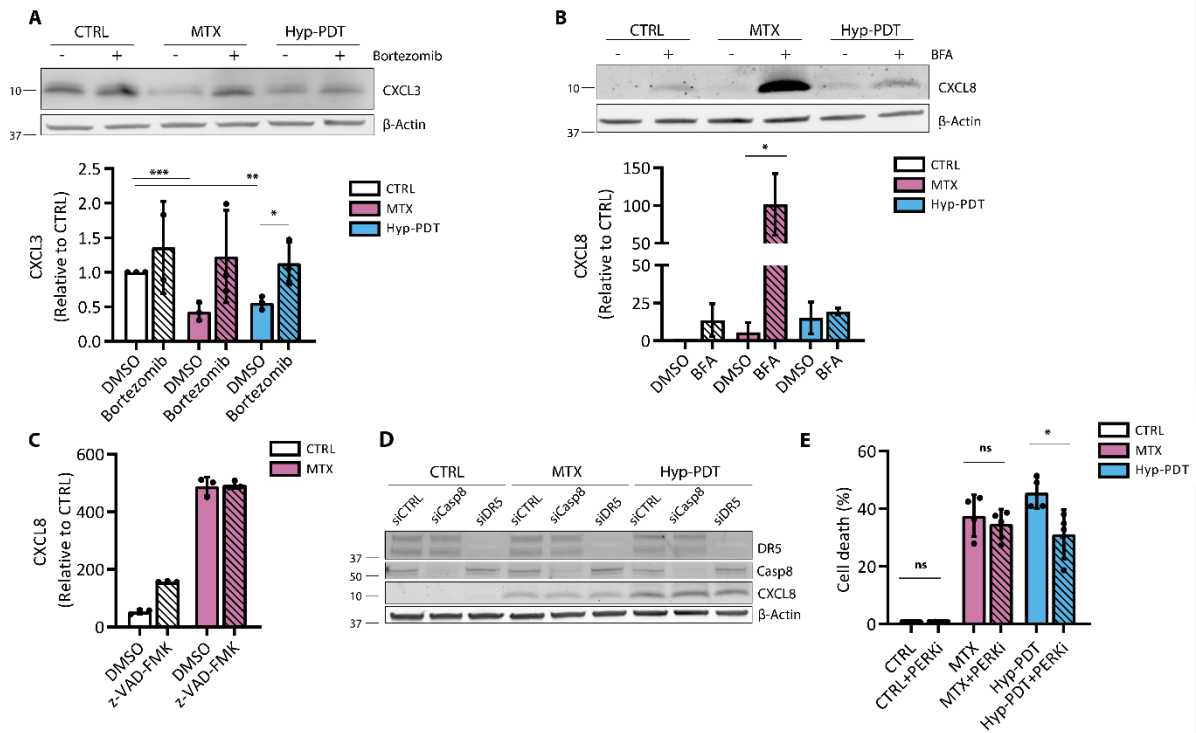 A
CTRL MTX Hyp-PDT
- + - + - +
Bortezomib
10 CXCL3
β-Actin
37
***
**
*
2.5
2.0
1.5
1.0
0.5
0.0
CXCL3
(Relative to CTRL)
DMSO
Bortezomib
DMSO
Bortezomib
DMSO
Bortezomib
CTRL
MTX
Hyp-PDT
B
CTRL MTX Hyp-PDT
- + - + - +
BFA
10 CXCL8
β-Actin
37
*
150
100
50
50
25
0
CXCL8
(Relative to CTRL)
DMSO
BFA
DMSO
BFA
DMSO
BFA
CTRL
MTX
Hyp-PDT
C
CTRL
MTX
600
400
200
0
CXCL8
(Relative to CTRL)
DMSO
z-VAD-FMK
DMSO
z-VAD-FMK
D
CTRL MTX Hyp-PDT
siCTRL siCasp8 siDR5 siCTRL siCasp8 siDR5 siCTRL siCasp8 siDR5
DR5
37
Casp8
50
CXCL8
10
β-Actin
37
E
CTRL
MTX
Hyp-PDT
60
40
20
0
Cell death (%)
ns
ns
*
CTRL
CTRL+PERKi
MTX
MTX+PERKi
Hyp-PDT
Hyp-PDT+PERKi